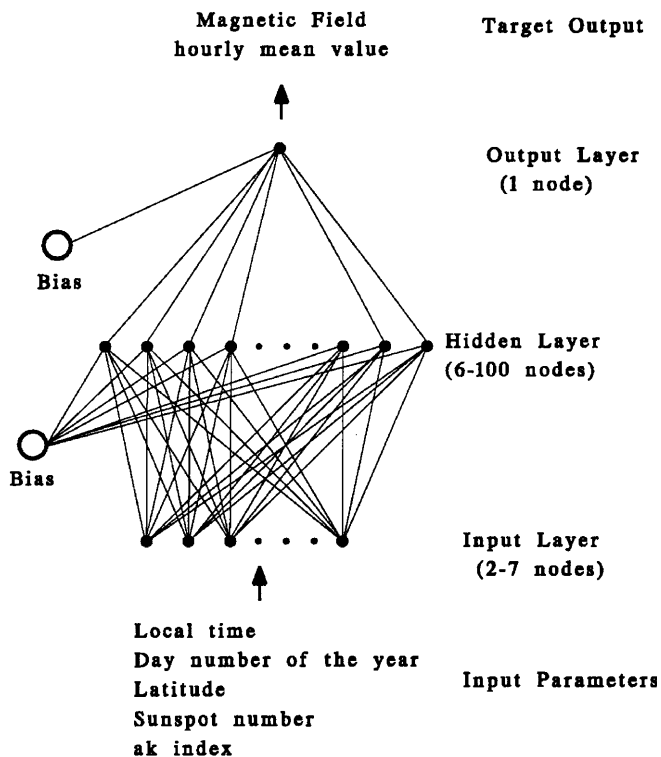 Magnetic Field
hourly mean value
Target Output
Output Layer
(1 node)
Bias
Hidden Layer
(6-100 nodes)
Bias
Input Layer
(2-7 nodes)
Local time
Day number of the year
Latitude
Sunspot number
ak index
Input Parameters